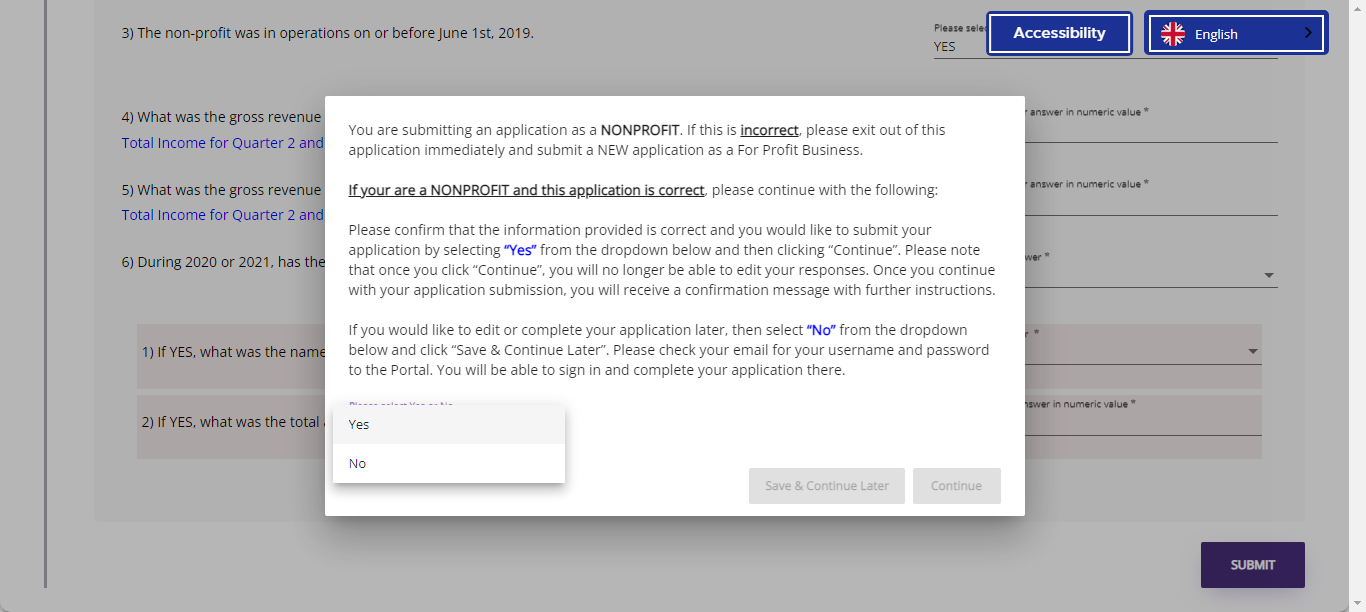 3) The non-profit was in operations on or before June 1st, 2019.
Please selec
YES
Accessibility
English
4) What was the gross revenue
answer in numeric value *
Total Income for Quarter 2 and
5) What was the gross revenue
answer in numeric value *
Total Income for Quarter 2 and
6) During 2020 or 2021, has the
wer *
1) If YES, what was the name
r *
2) If YES, what was the total
nswer in numeric value *
You are submitting an application as a NONPROFIT. If this is incorrect, please exit out of this
application immediately and submit a NEW application as a For Profit Business.
If your are a NONPROFIT and this application is correct, please continue with the following:
Please confirm that the information provided is correct and you would like to submit your
application by selecting “Yes” from the dropdown below and then clicking “Continue”. Please note
that once you click “Continue”, you will no longer be able to edit your responses. Once you continue
with your application submission, you will receive a confirmation message with further instructions.
If you would like to edit or complete your application later, then select “No” from the dropdown
below and click “Save & Continue Later”. Please check your email for your username and password
to the Portal. You will be able to sign in and complete your application there.
Please select Yes or No
Yes
No
Save & Continue Later
Continue
SUBMIT